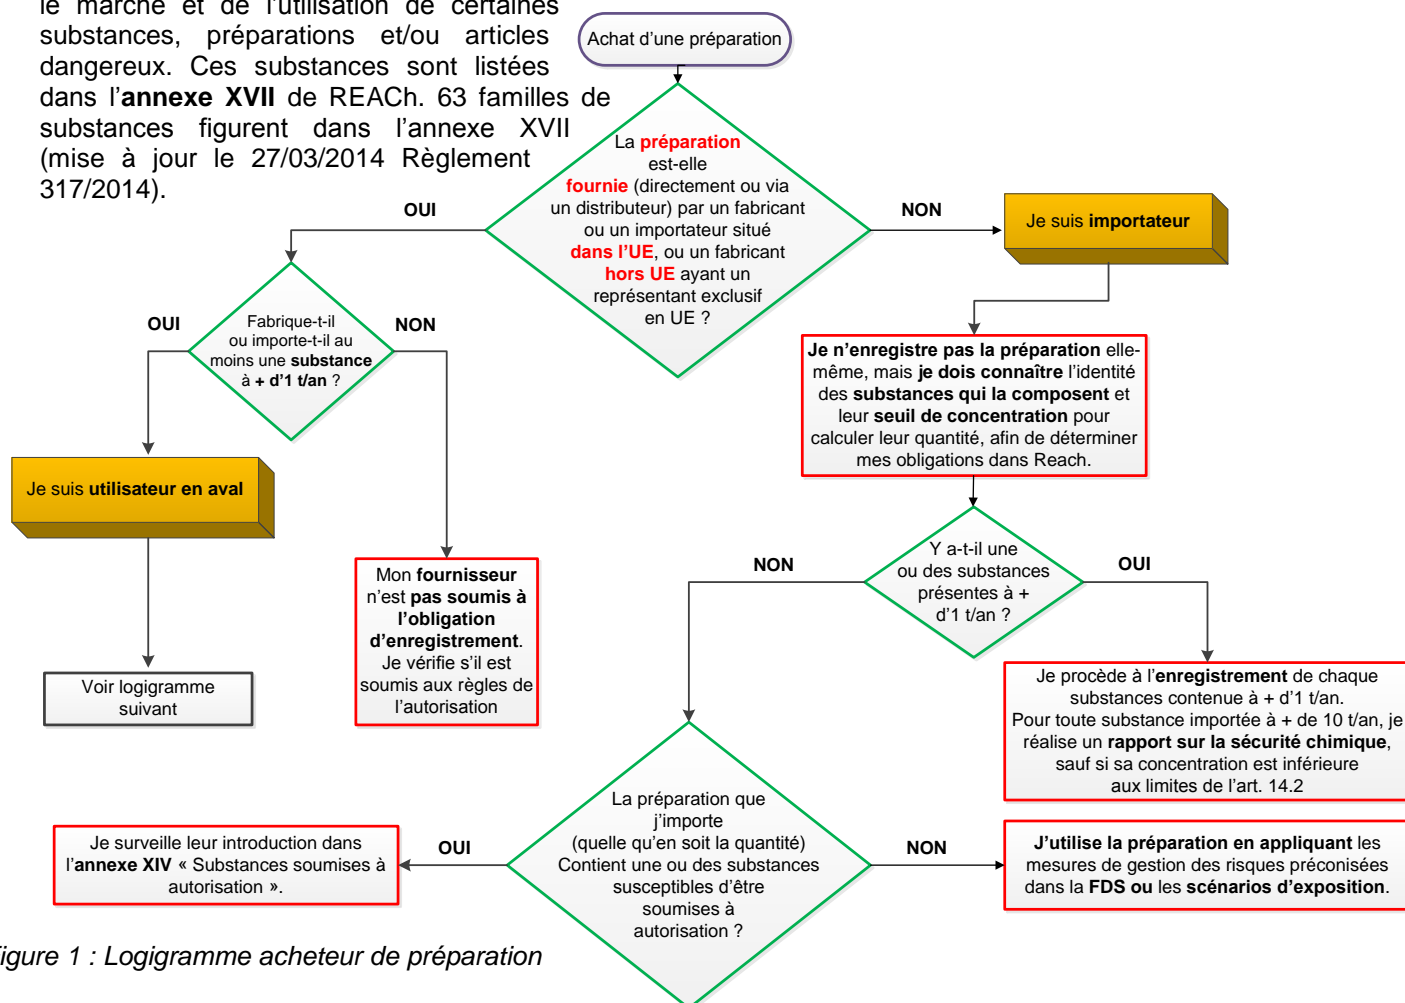 le marché et de l'utilisation de certaines
substances, préparations et/ou articles
dangereux. Ces substances sont listées
dans l'annexe XVII de REACh. 63 familles de
substances figurent dans l'annexe XVII
(mise à jour le 27/03/2014 Règlement
317/2014).
Achat d'une préparation
La préparation
est-elle
fournie (directement ou via
un distributeur) par un fabricant
ou un importateur situé
dans l'UE, ou un fabricant
hors UE ayant un
représentant exclusif
en UE ?
OUI
NON
Je suis importateur
Fabrique-t-il
ou importe-t-il au
moins une substance
à + d'1 t/an ?
OUI
NON
Je suis utilisateur en aval
Voir logigramme
suivant
Mon fournisseur
n'est pas soumis à
l'obligation
d'enregistrement.
Je vérifie s'il est
soumis aux règles de
l'autorisation
Je n'enregistre pas la préparation elle-
même, mais je dois connaître l'identité
des substances qui la composent et
leur seuil de concentration pour
calculer leur quantité, afin de déterminer
mes obligations dans Reach.
Y a-t-il une
ou des substances
présentes à +
d'1 t/an ?
NON
OUI
Je procède à l'enregistrement de chaque
substances contenue à + d'1 t/an.
Pour toute substance importée à + de 10 t/an, je
réalise un rapport sur la sécurité chimique,
sauf si sa concentration est inférieure
aux limites de l'art. 14.2
La préparation que
j'importe
(quelle qu'en soit la quantité)
Contient une ou des substances
susceptibles d'être
soumises à
autorisation ?
OUI
NON
Je surveille leur introduction dans
l'annexe XIV « Substances soumises à
autorisation ».
J'utilise la préparation en appliquant les
mesures de gestion des risques préconisées
dans la FDS ou les scénarios d'exposition.
igure 1 : Logigramme acheteur de préparation